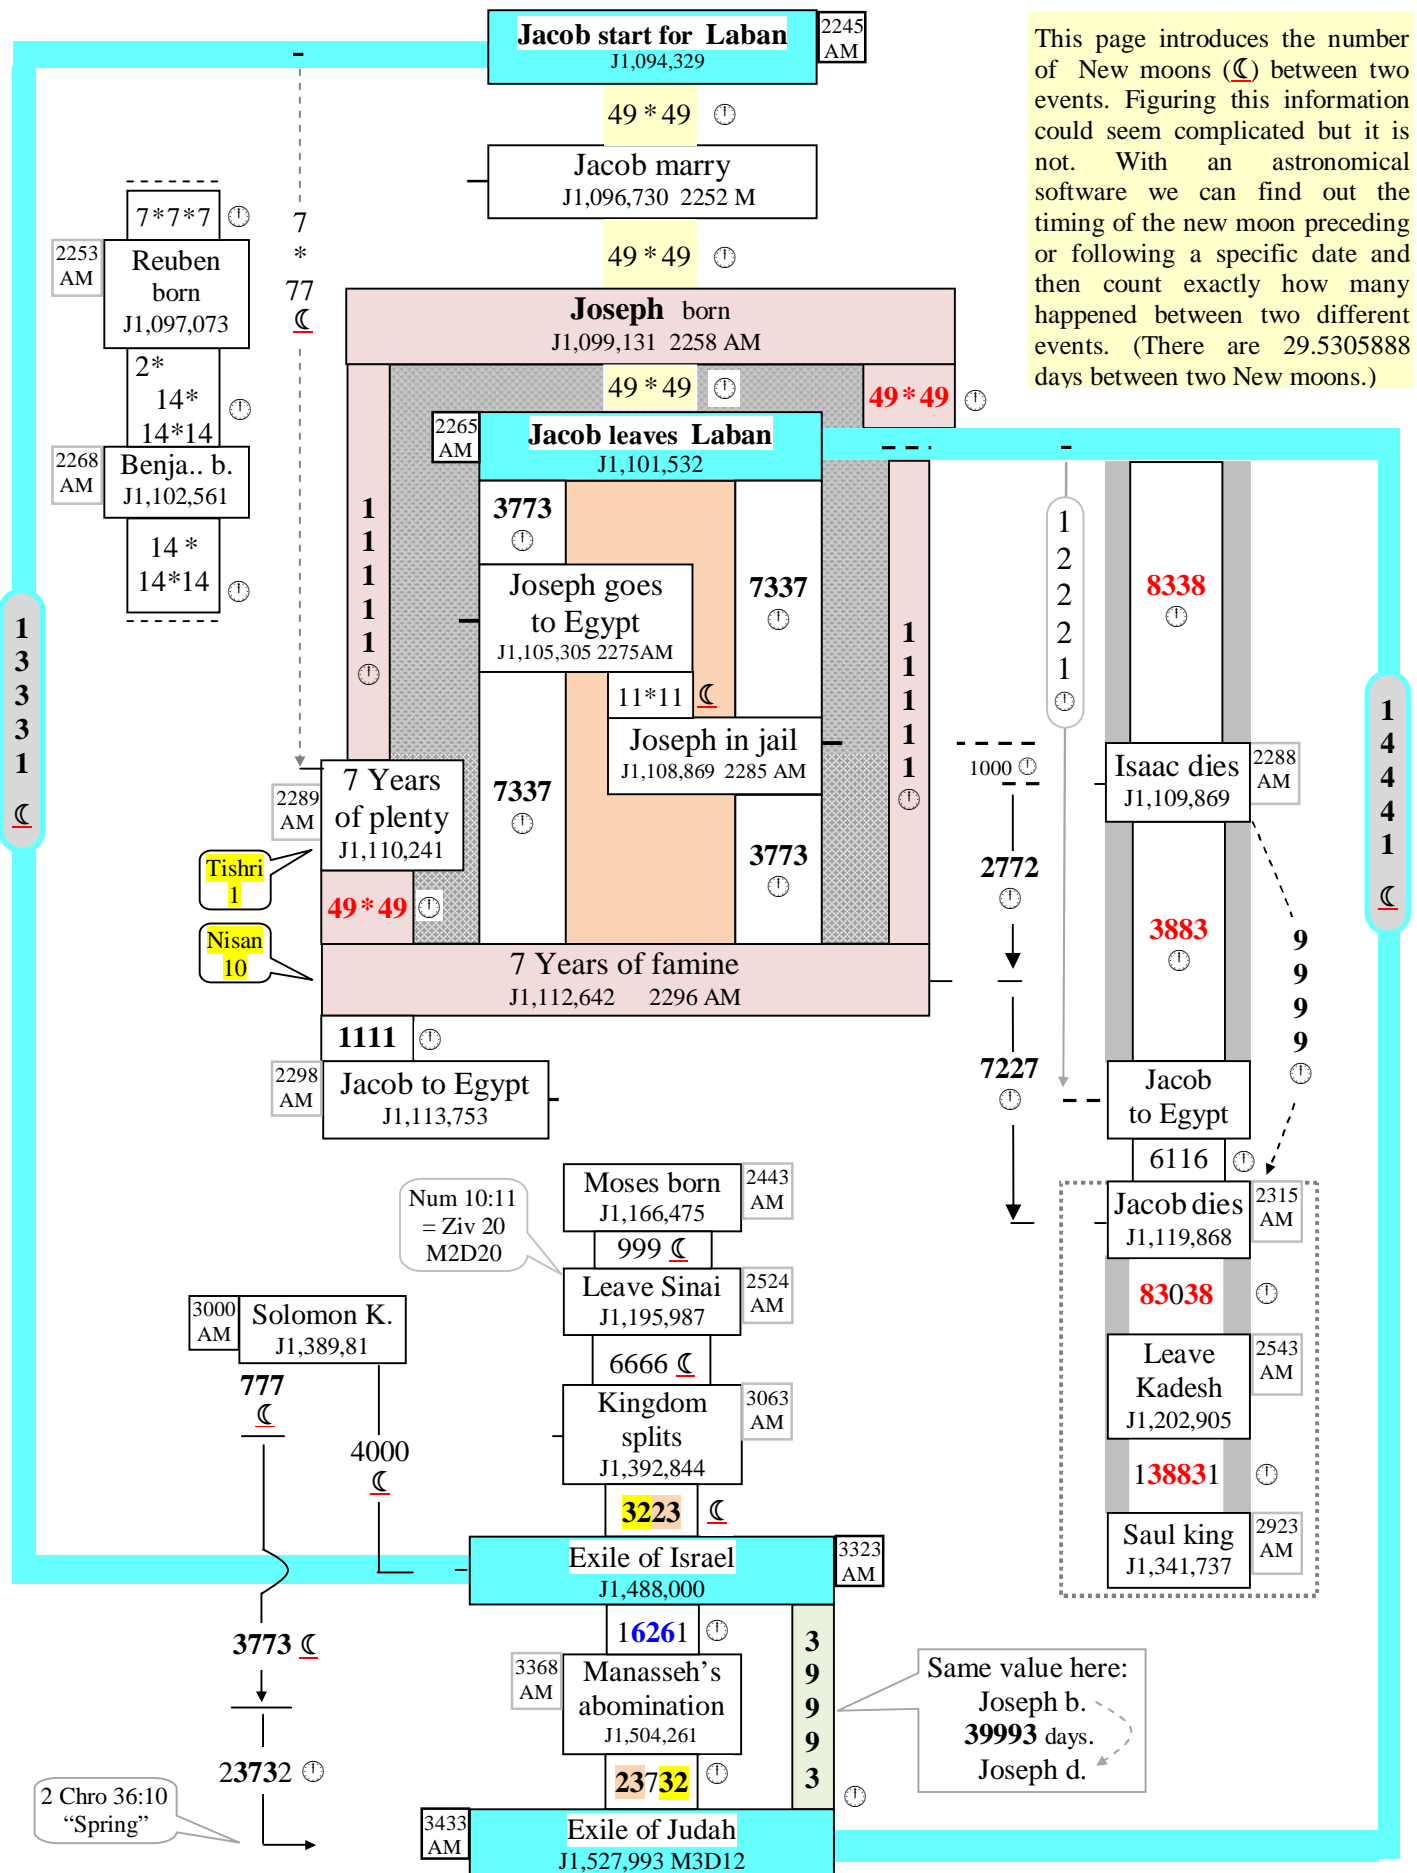 Jacob start for Laban
J1,094,329
2245
AM
This page introduces the number
of New moons (☾) between two
events. Figuring this information
could seem complicated but it is
not. With an astronomical
software we can find out the
timing of the new moon preceding
or following a specific date and
then count exactly how many
happened between two different
events. (There are 29.5305888
days between two New moons.)
-
49 * 49
Jacob marry
J1,096,730 2252 M
49 * 49
7*7*7
2253
AM
Reuben
born
J1,097,073
2*
14*
14*14
2268
AM
Benja.. b.
J1,102,561
14 *
14*14
7
*
77
☾
Joseph born
J1,099,131 2258 AM
49 * 49
49 * 49
2265
AM
Jacob leaves Laban
J1,101,532
1
1
1
1
1
3773
7337
Joseph goes
to Egypt
J1,105,305 2275AM
11*11 ☾
Joseph in jail
J1,108,869 2285 AM
7337
3773
1
1
1
1
1
1
2
2
2
1
8338
1
3
3
3
1
☾
1
4
4
4
1
☾
1000
Isaac dies
J1,109,869
2288
AM
2289
AM
7 Years
of plenty
J1,110,241
Tishri
1
49 * 49
Nisan
10
2772
3883
9
9
9
9
7 Years of famine
J1,112,642 2296 AM
1111
7227
2298
AM
Jacob to Egypt
J1,113,753
Jacob
to Egypt
6116
Jacob dies
J1,119,868
2315
AM
83038
Leave
Kadesh
J1,202,905
2543
AM
138831
Saul king
J1,341,737
2923
AM
Moses born
J1,166,475
2443
AM
Num 10:11
= Ziv 20
M2D20
999 ☾
Leave Sinai
J1,195,987
2524
AM
6666 ☾
3000
AM
Solomon K.
J1,389,81
777
☾
4000
☾
Kingdom
splits
J1,392,844
3063
AM
3223 ☾
Exile of Israel
J1,488,000
3323
AM
16261
3773 ☾
3368
AM
Manasseh's
abomination
J1,504,261
3
9
9
9
3
Same value here:
Joseph b.
39993 days.
Joseph d.
23732
23732
2 Chro 36:10
“Spring”
3433
AM
Exile of Judah
J1,527,993 M3D12